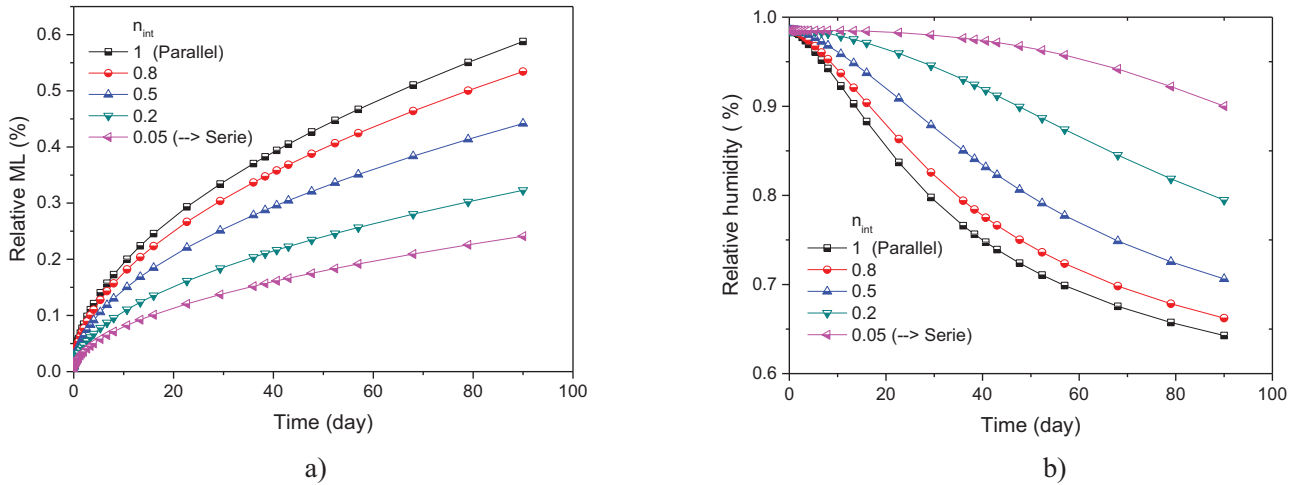 n_int
1 (Parallel)
0.8
0.5
0.2
0.05 (--> Serie)
Relative ML (%)
0.6
0.5
0.4
0.3
0.2
0.1
0.0
0 20 40 60 80 100
Time (day)
a)
n_int
1 (Parallel)
0.8
0.5
0.2
0.05 (--> Serie)
Relative humidity ( %)
1.0
0.9
0.8
0.7
0.6
0 20 40 60 80 100
Time (day)
b)